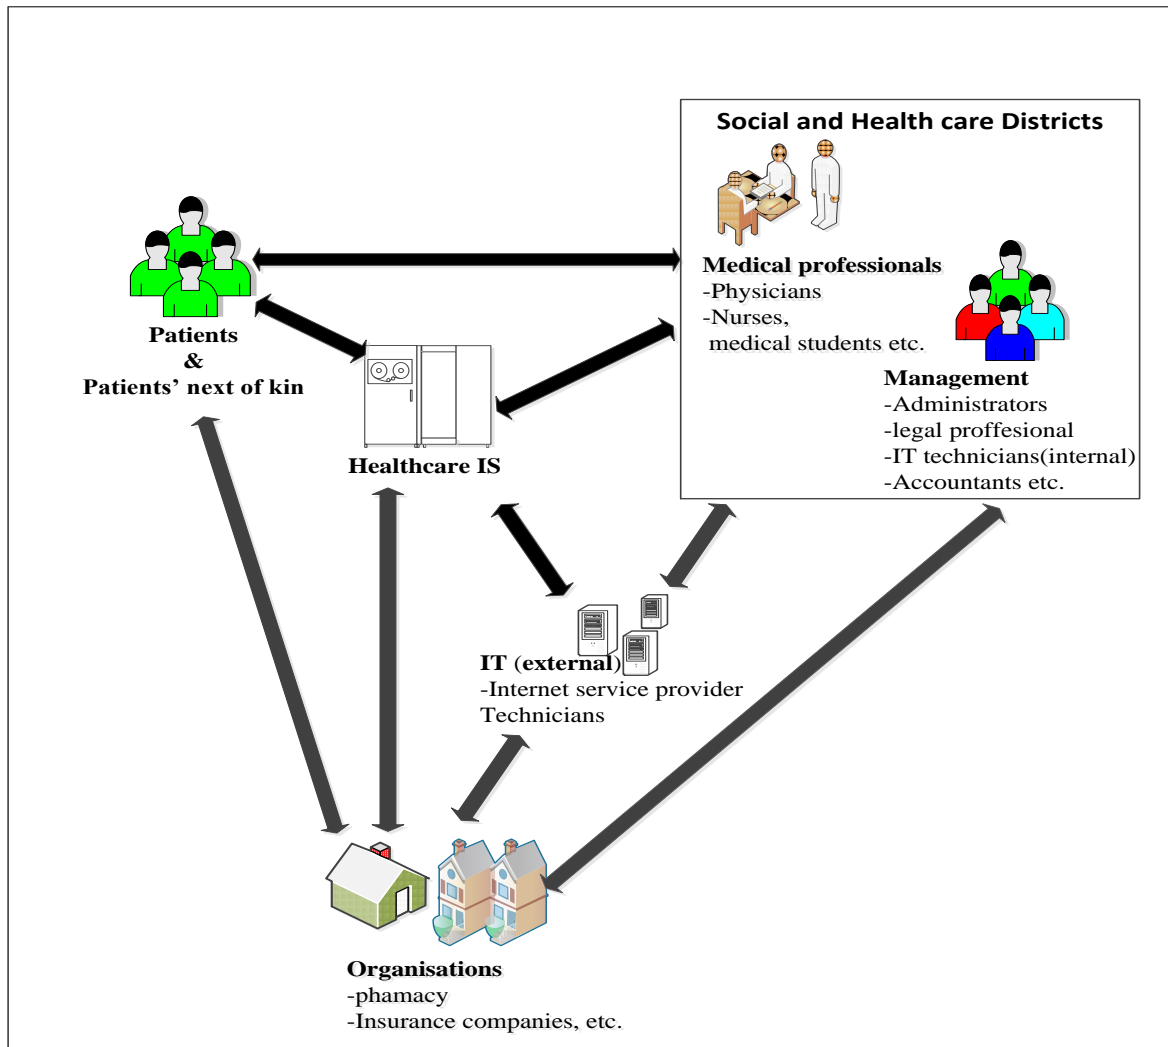 Social and Health care Districts
Medical professionals
-Physicians
-Nurses,
medical students etc.
Management
-Administrators
-legal proffesional
-IT technicians(internal)
-Accountants etc.
Patients
&
Patients' next of kin
Healthcare IS
IT (external)
-Internet service provider
Technicians
Organisations
-phamacy
-Insurance companies, etc.